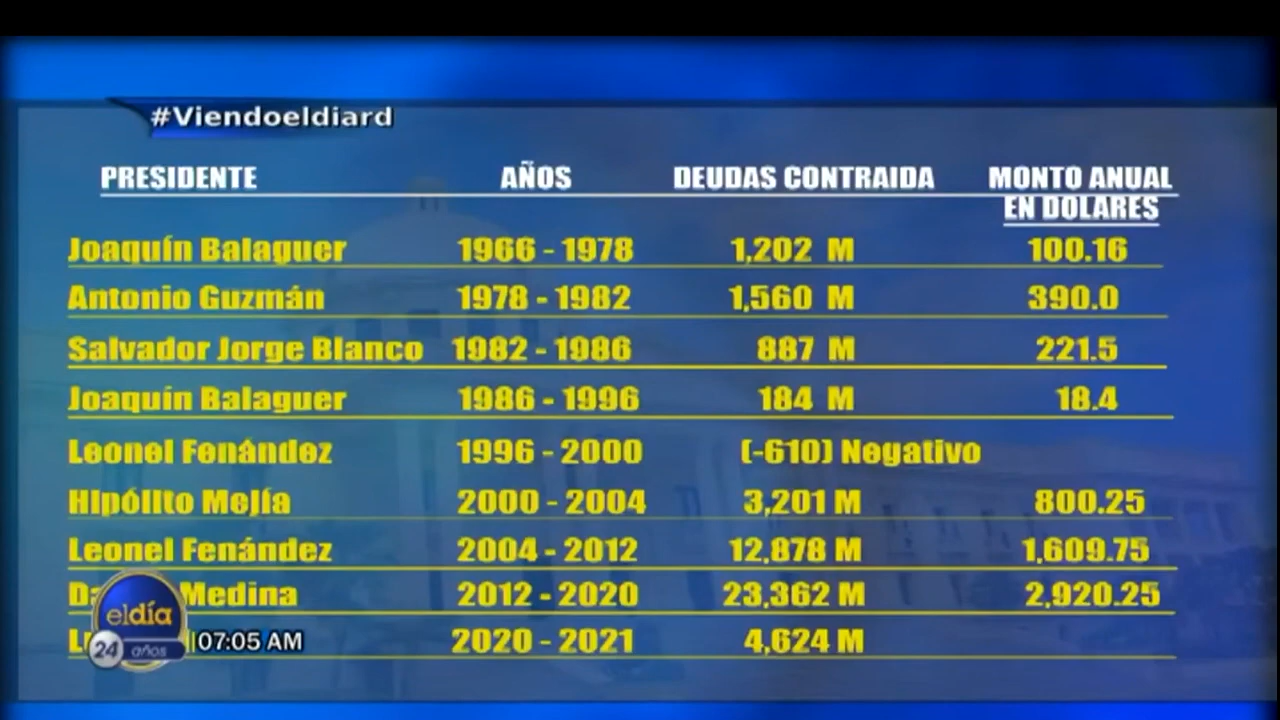 #Viendoeldiard
PRESIDENTE AÑOS DEUDAS CONTRAIDA MONTO ANUAL
EN DOLARES
Joaquín Balaguer 1966 - 1978 1,202 M 100.16
Antonio Guzmán 1978 - 1982 1,560 M 390.0
Salvador Jorge Blanco 1982 - 1986 887 M 221.5
Joaquín Balaguer 1986 - 1996 184 M 18.4
Leonel Fenández 1996 - 2000 (-610) Negativo
Hipólito Mejía 2000 - 2004 3,201 M 800.25
Leonel Fenández 2004 - 2012 12,878 M 1,609.75
Medina 2012 - 2020 23,362 M 2,920.25
2020 - 2021 4,624 M
eldía
24 años
07:05 AM